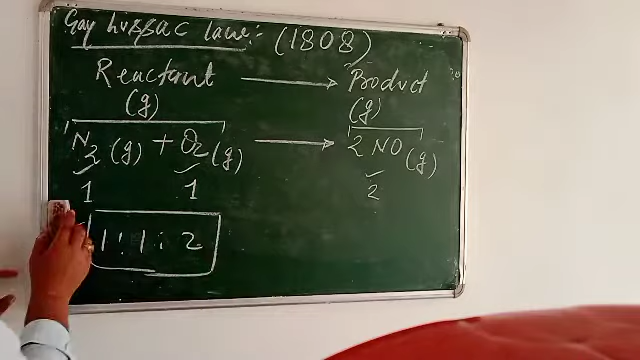 Gay lussac law:- (1808)
Reactant ⟶ Product
(g) (g)
N2 (g) + O2 (g) ⟶ 2 NO (g)
1 1 2
1 : 1 : 2